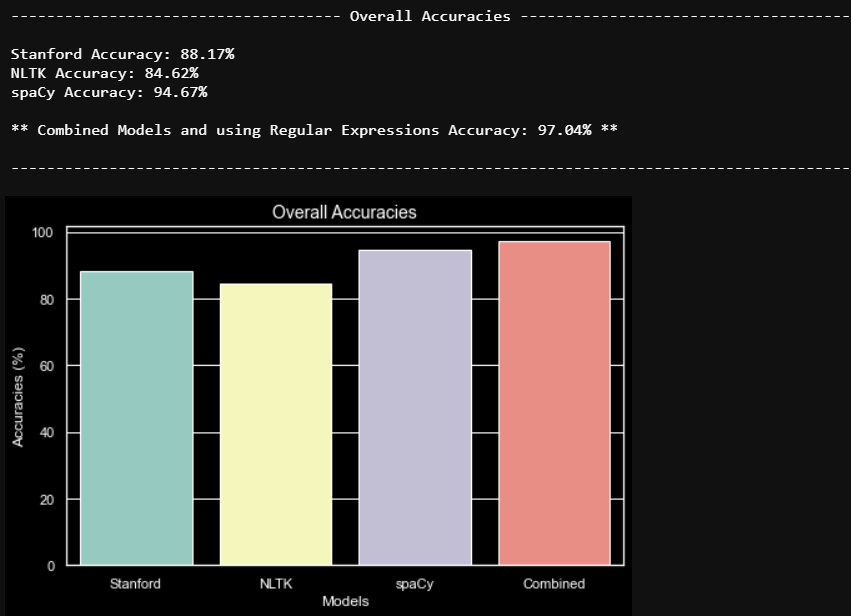 ------------------------------------- Overall Accuracies -------------------------------------
Stanford Accuracy: 88.17%
NLTK Accuracy: 84.62%
spaCy Accuracy: 94.67%
** Combined Models and using Regular Expressions Accuracy: 97.04% **
----------------------------------------------------------------------------------------------
Overall Accuracies
100
80
60
40
20
0
Accuracies (%)
Stanford NLTK spaCy Combined
Models